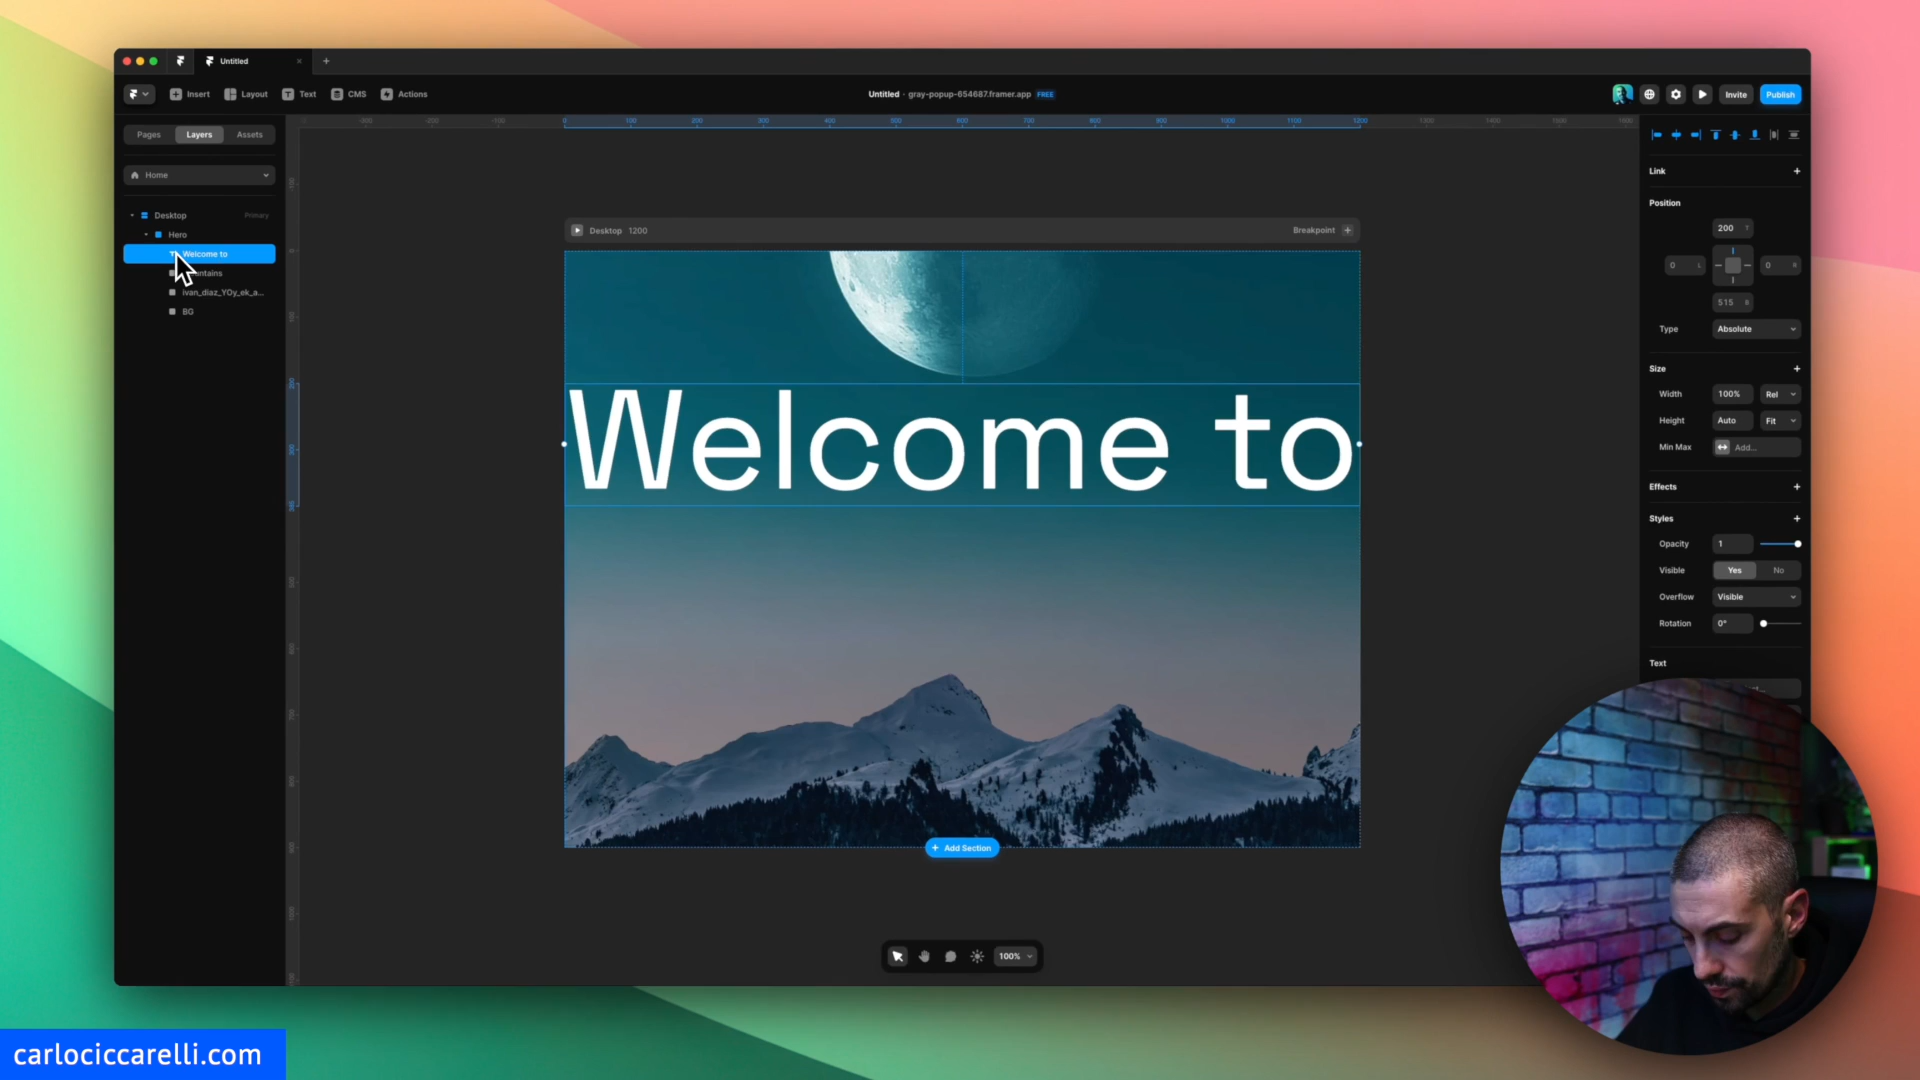 Untitled
Insert
Layout
Text
CMS
Actions
Untitled · gray-popup-654687.framer.app FREE
Invite
Publish
Pages
Layers
Assets
Home
Desktop
Primary
Hero
Welcome to
ivan_diaz_YOy_ek_a...
BG
Desktop 1200
Breakpoint
Welcome to
Add Section
100%
Link
Position
200 T
0 L
0 R
515 B
Type
Absolute
Size
Width
100%
Rel
Height
Auto
Fit
Min Max
Add...
Effects
Styles
Opacity
1
Visible
Yes
No
Overflow
Visible
Rotation
0°
Text
carlociccarelli.com